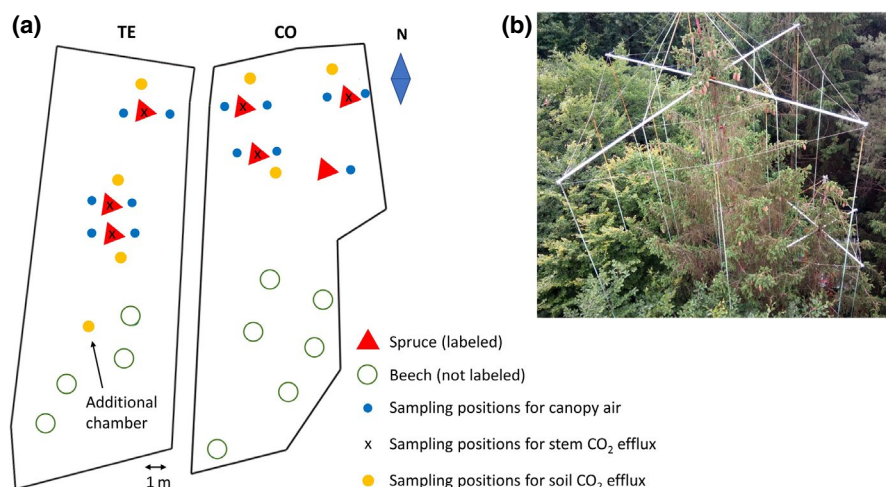 (a)
TE
CO
N
(b)
Additional
chamber
1 m
Spruce (labeled)
Beech (not labeled)
Sampling positions for canopy air
x Sampling positions for stem CO₂ efflux
Sampling positions for soil CO₂ efflux